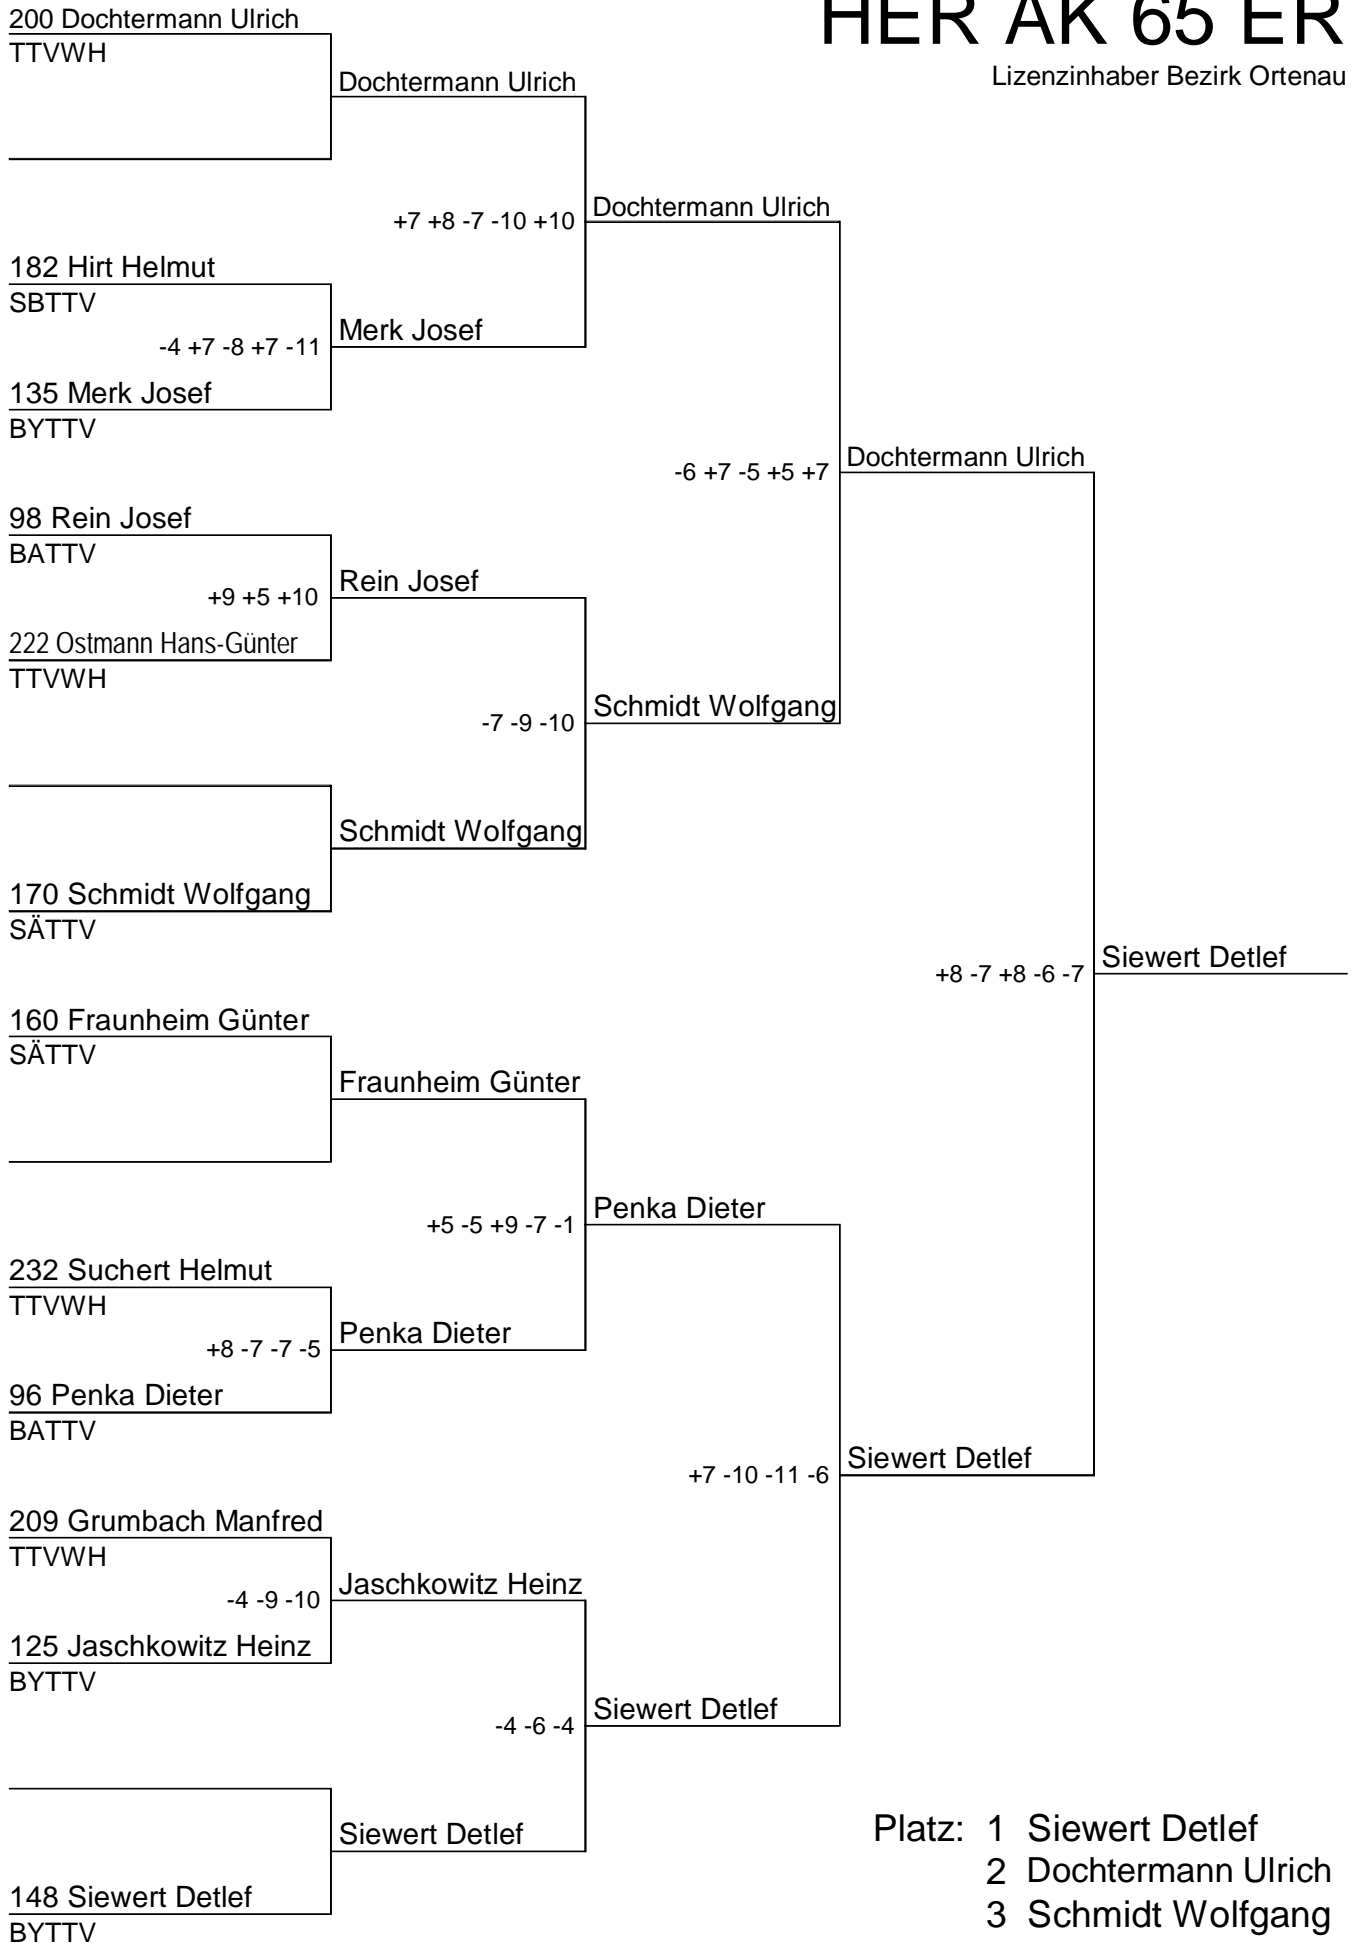 HER AK 65 ER
Lizenzinhaber Bezirk Ortenau
200 Dochtermann Ulrich
TTVWH
Dochtermann Ulrich
+7 +8 -7 -10 +10
Dochtermann Ulrich
182 Hirt Helmut
SBTTV
-4 +7 -8 +7 -11
Merk Josef
135 Merk Josef
BYTTV
-6 +7 -5 +5 +7
Dochtermann Ulrich
98 Rein Josef
BATTV
+9 +5 +10
Rein Josef
222 Ostmann Hans-Günter
TTVWH
-7 -9 -10
Schmidt Wolfgang
Schmidt Wolfgang
170 Schmidt Wolfgang
SÄTTV
+8 -7 +8 -6 -7
Siewert Detlef
160 Fraunheim Günter
SÄTTV
Fraunheim Günter
+5 -5 +9 -7 -1
Penka Dieter
232 Suchert Helmut
TTVWH
+8 -7 -7 -5
Penka Dieter
96 Penka Dieter
BATTV
+7 -10 -11 -6
Siewert Detlef
209 Grumbach Manfred
TTVWH
-4 -9 -10
Jaschkowitz Heinz
125 Jaschkowitz Heinz
BYTTV
-4 -6 -4
Siewert Detlef
Siewert Detlef
148 Siewert Detlef
BYTTV
Platz: 1 Siewert Detlef
2 Dochtermann Ulrich
3 Schmidt Wolfgang